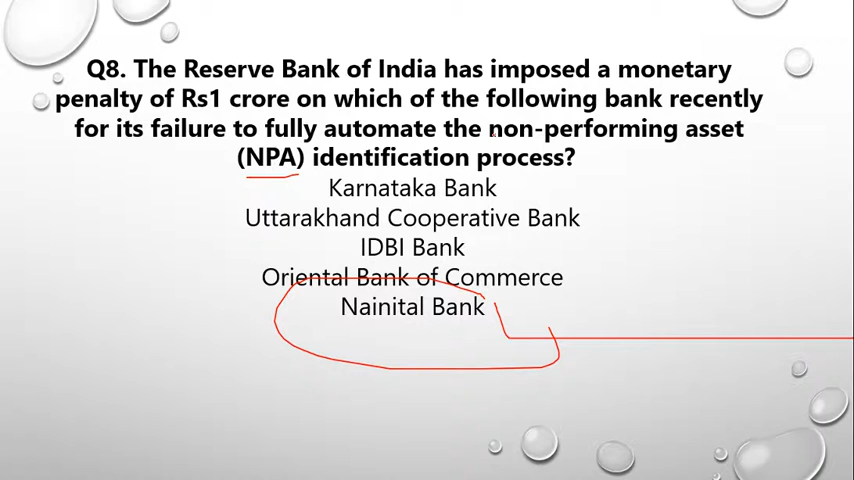 Q8. The Reserve Bank of India has imposed a monetary
penalty of Rs1 crore on which of the following bank recently
for its failure to fully automate the non-performing asset
(NPA) identification process?
Karnataka Bank
Uttarakhand Cooperative Bank
IDBI Bank
Oriental Bank of Commerce
Nainital Bank